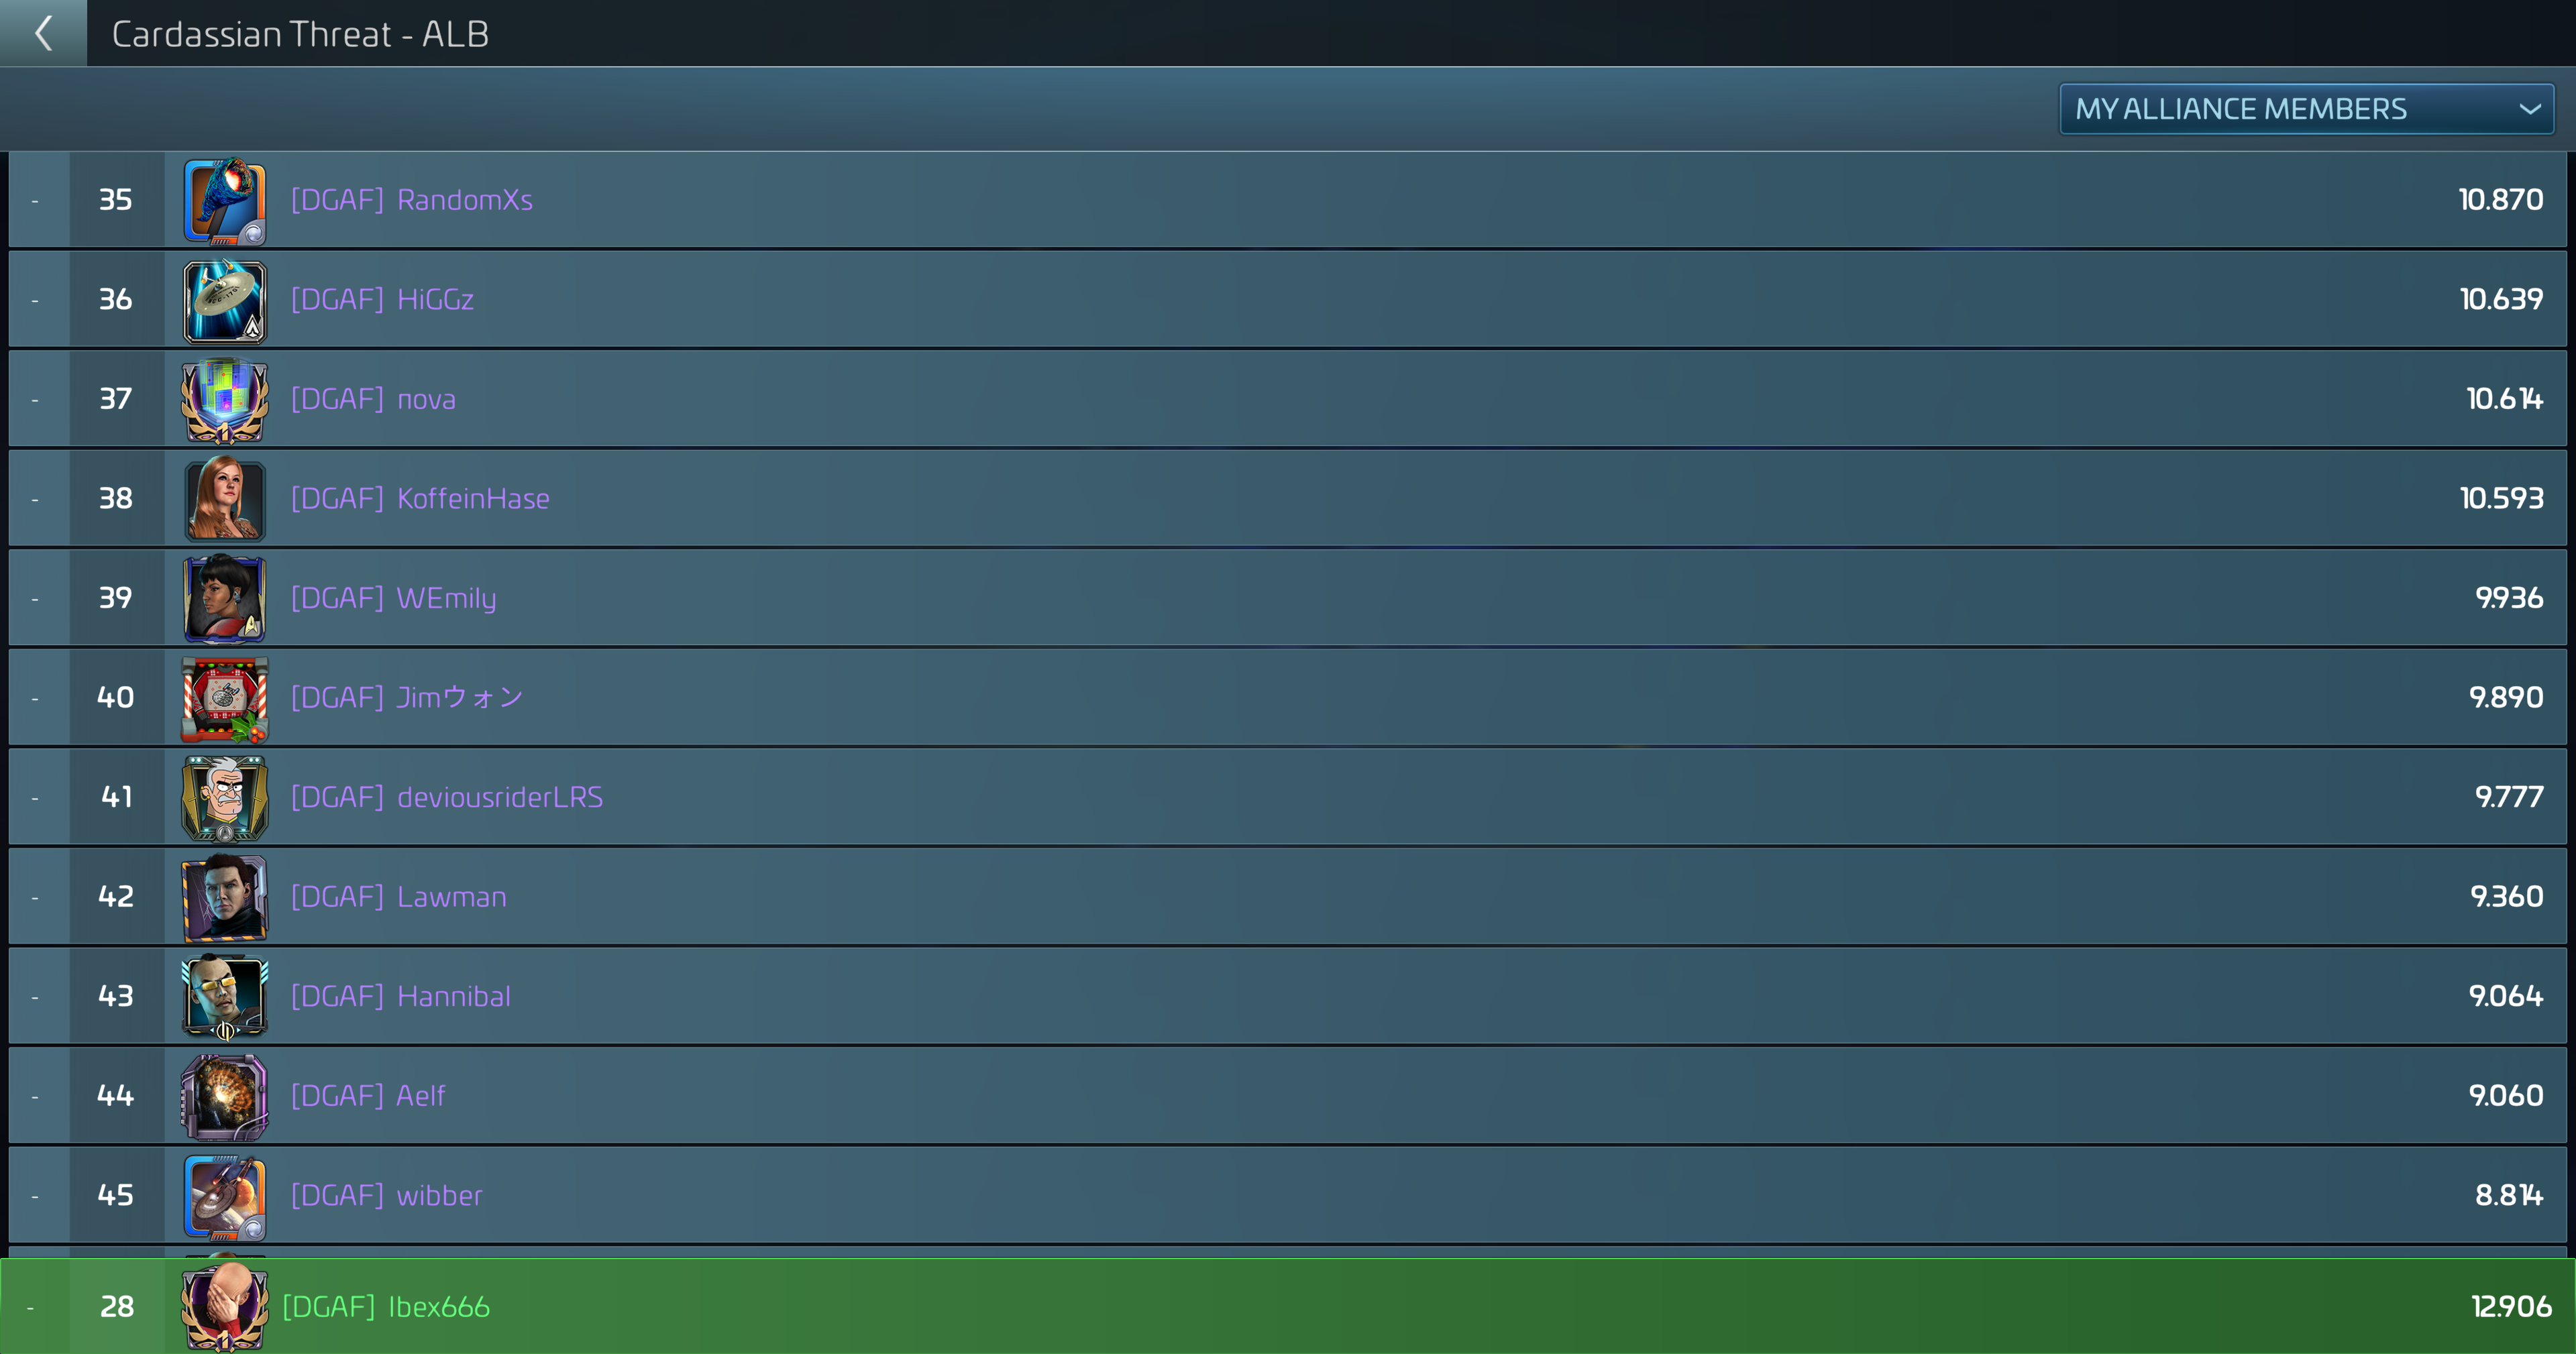 Cardassian Threat - ALB
MY ALLIANCE MEMBERS
- 35 [DGAF] RandomXs 10.870
- 36 [DGAF] HiGGz 10.639
- 37 [DGAF] nova 10.614
- 38 [DGAF] KoffeinHase 10.593
- 39 [DGAF] WEmily 9.936
- 40 [DGAF] Jimウォン 9.890
- 41 [DGAF] deviousriderLRS 9.777
- 42 [DGAF] Lawman 9.360
- 43 [DGAF] Hannibal 9.064
- 44 [DGAF] Aelf 9.060
- 45 [DGAF] wibber 8.814
- 28 [DGAF] Ibex666 12.906